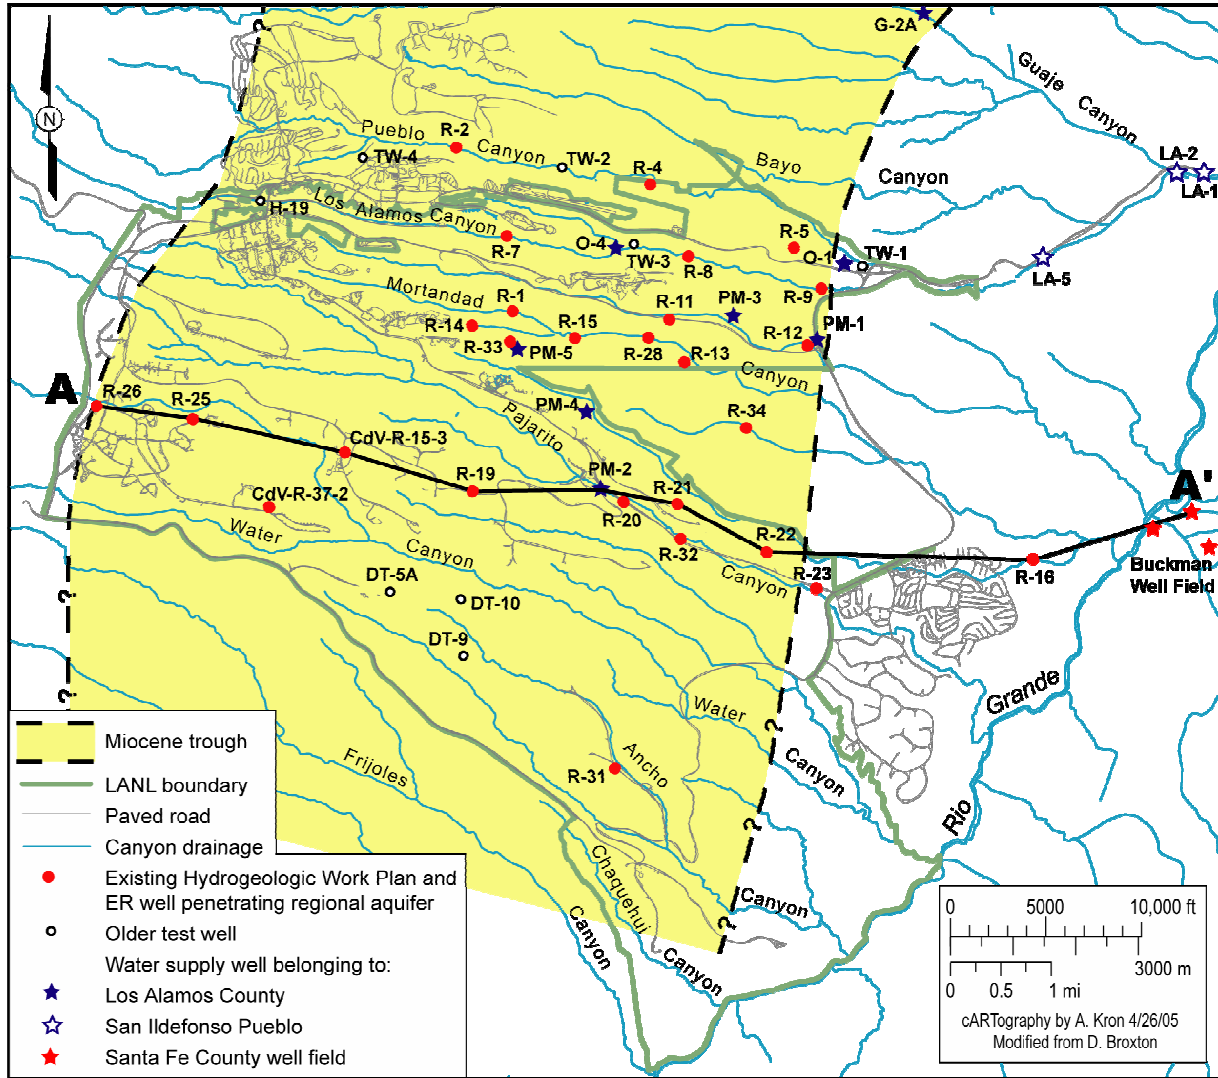 ?
G-2A
Guaje Canyon
N
Pueblo Canyon
R-2
TW-4
TW-2
R-4
Bayo
Canyon
LA-2
LA-1
H-19
Los Alamos Canyon
R-7
O-4
TW-3
R-8
R-5
O-1
TW-1
LA-5
R-9
Mortandad
R-1
R-11
PM-3
PM-1
R-14
R-15
R-12
R-33
PM-5
R-28
R-13
Canyon
A
R-26
R-25
PM-4
R-34
Pajarito
CdV-R-15-3
R-19
PM-2
R-21
A'
CdV-R-37-2
R-20
R-22
Water
Canyon
R-32
Canyon
R-23
R-16
Buckman
Well Field
DT-5A
DT-10
?
DT-9
?
Grande
Water
?
Canyon
Frijoles
R-31
Ancho
Rio
?
Chaquehui
Canyon
Canyon
?
Canyon
Miocene trough
LANL boundary
Paved road
Canyon drainage
Existing Hydrogeologic Work Plan and
ER well penetrating regional aquifer
Older test well
Water supply well belonging to:
Los Alamos County
San Ildefonso Pueblo
Santa Fe County well field
0 5000 10,000 ft
3000 m
0 0.5 1 mi
cARTography by A. Kron 4/26/05
Modified from D. Broxton